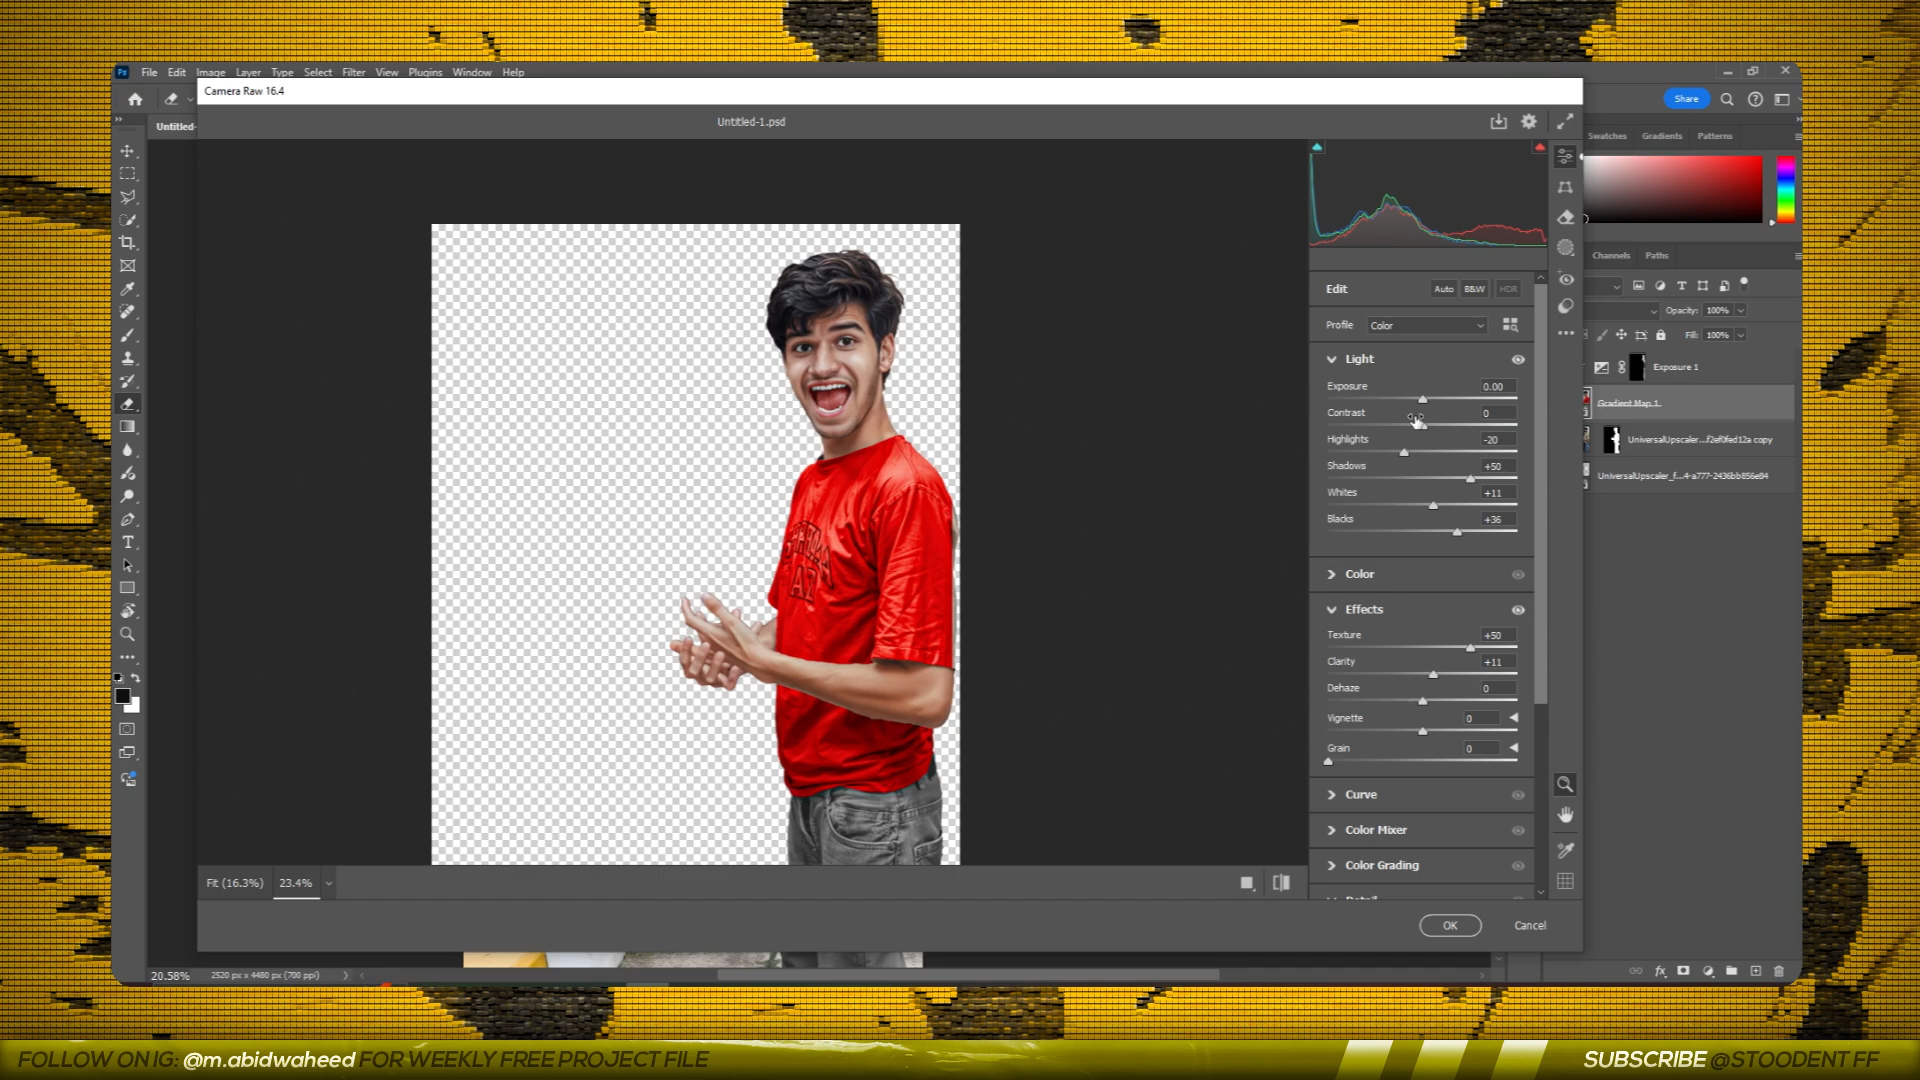 Ps File Edit Image Layer Type Select Filter View Plugins Window Help
Camera Raw 16.4
Share
Untitled-
Untitled-1.psd
Swatches Gradients Patterns
Channels Paths
Edit Auto B&W HDR
Profile Color
Light
Exposure 0.00
Contrast 0
Highlights -20
Shadows +50
Whites +11
Blacks +36
Color
Effects
Texture +50
Clarity +11
Dehaze 0
Vignette 0
Grain 0
Curve
Color Mixer
Color Grading
Opacity: 100%
Fill: 100%
Exposure 1
Gradient Map 1
UniversalUpscaler...f2ef0fed12a copy
UniversalUpscaler_f...4-a777-2436bb856e84
Fit (16.3%) 23.4%
OK Cancel
20.58% 2520 px x 4480 px (700 ppi)
FOLLOW ON IG: @m.abidwaheed FOR WEEKLY FREE PROJECT FILE
SUBSCRIBE @STOODENT FF